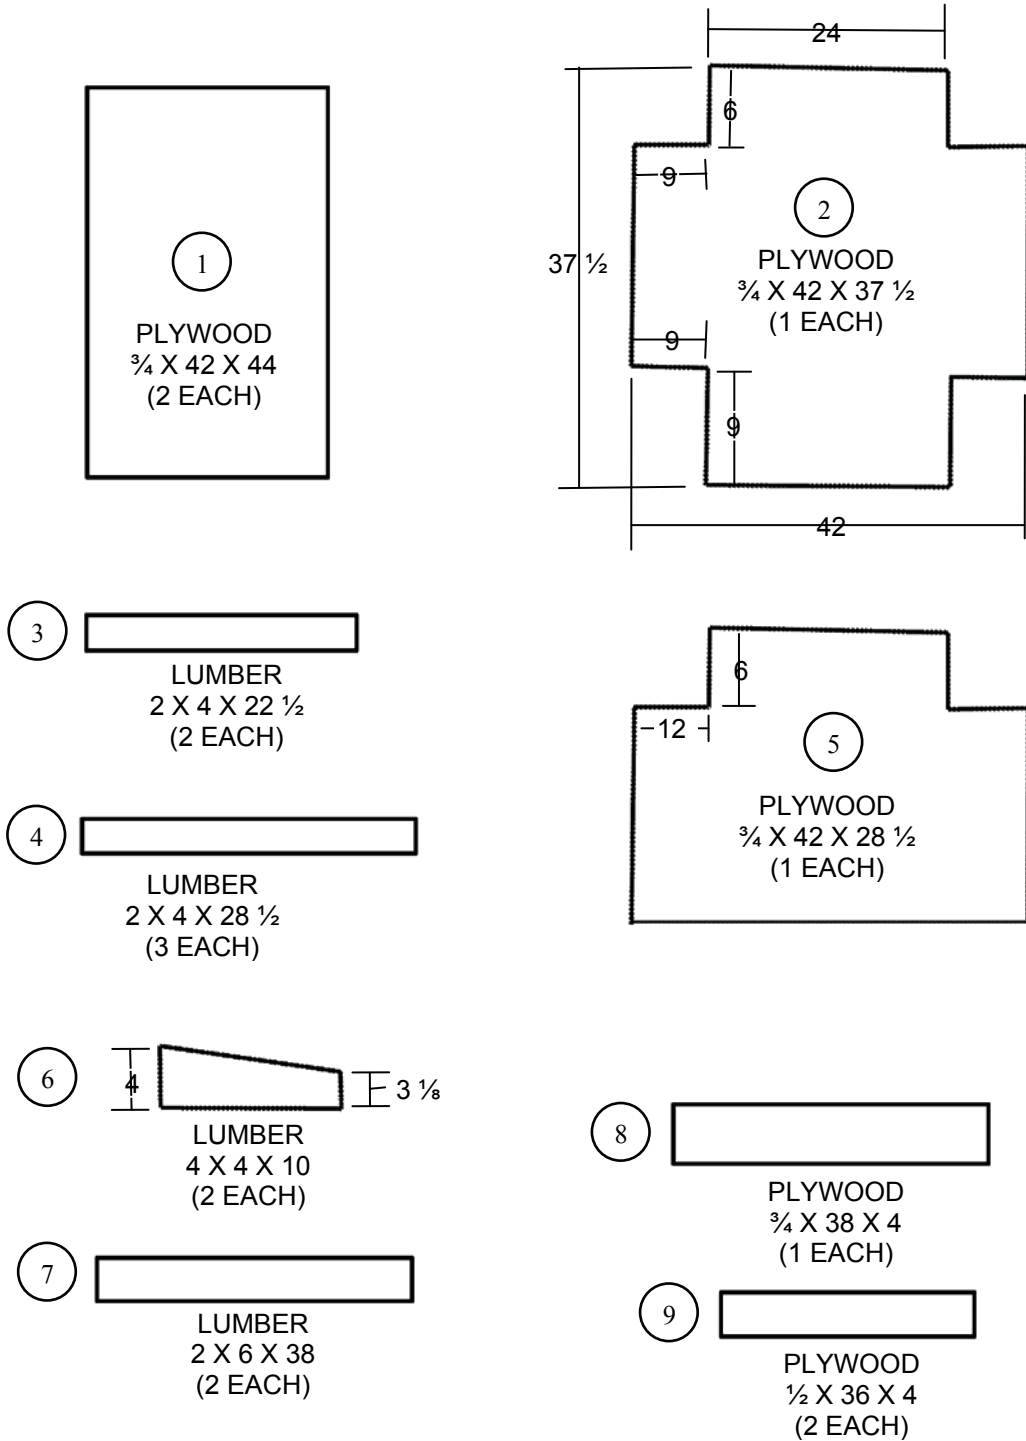 1
PLYWOOD
¾ X 42 X 44
(2 EACH)
24
6
9
2
PLYWOOD
¾ X 42 X 37 ½
(1 EACH)
37 ½
9
9
42
3
LUMBER
2 X 4 X 22 ½
(2 EACH)
4
LUMBER
2 X 4 X 28 ½
(3 EACH)
6
12
5
PLYWOOD
¾ X 42 X 28 ½
(1 EACH)
6
4
3 ⅛
LUMBER
4 X 4 X 10
(2 EACH)
7
LUMBER
2 X 6 X 38
(2 EACH)
8
PLYWOOD
¾ X 38 X 4
(1 EACH)
9
PLYWOOD
½ X 36 X 4
(2 EACH)